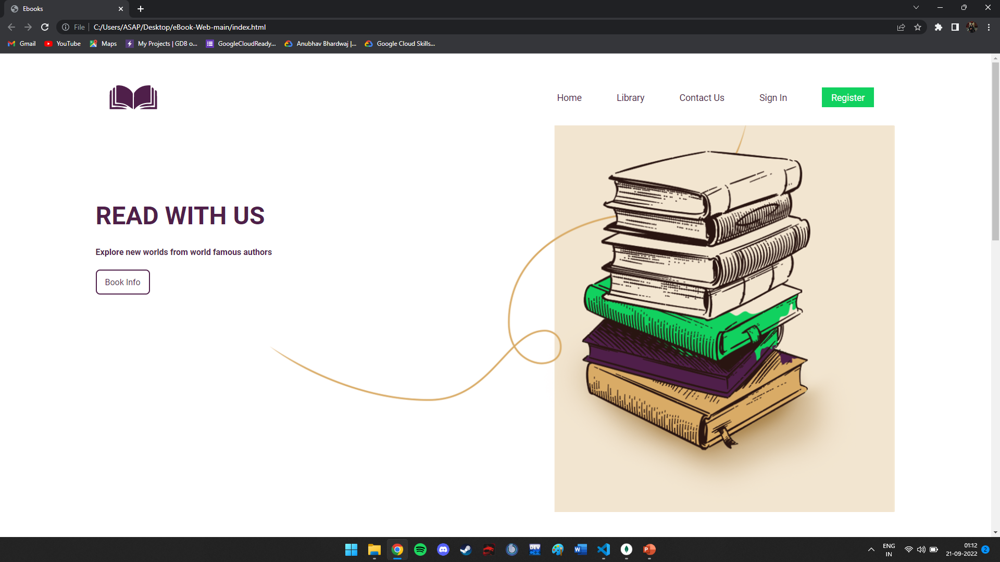 Ebooks
File
C:/Users/ASAP/Desktop/eBook-Web-main/index.html
Gmail
YouTube
Maps
My Projects | GDB o...
GoogleCloudReady...
Anubhav Bhardwaj |...
Google Cloud Skills...
Home
Library
Contact Us
Sign In
Register
READ WITH US
Explore new worlds from world famous authors
Book Info
DEV
W
P
ENG
IN
01:12
21-09-2022
2